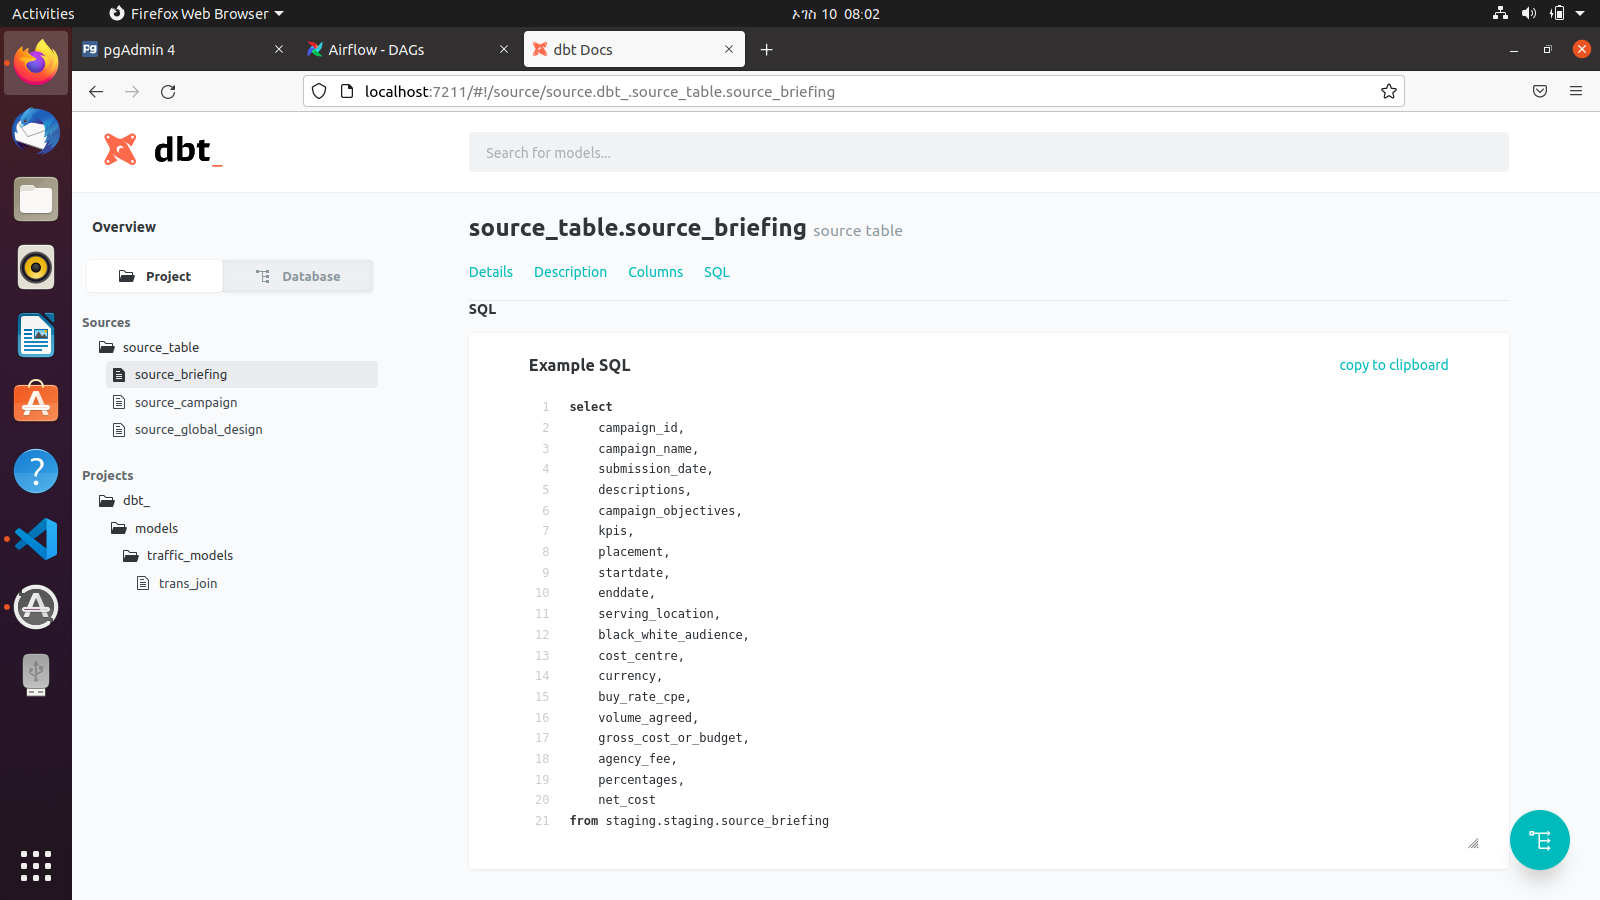 Activities
Firefox Web Browser
ኦገስ 10 08:02
pgAdmin 4
Airflow - DAGs
dbt Docs
localhost:7211/#!/source/source.dbt_.source_table.source_briefing
dbt_
Search for models...
Overview
Project
Database
Sources
source_table
source_briefing
source_campaign
source_global_design
Projects
dbt_
models
traffic_models
trans_join
source_table.source_briefing source table
Details Description Columns SQL
SQL
Example SQL
copy to clipboard
1 select
2 campaign_id,
3 campaign_name,
4 submission_date,
5 descriptions,
6 campaign_objectives,
7 kpis,
8 placement,
9 startdate,
10 enddate,
11 serving_location,
12 black_white_audience,
13 cost_centre,
14 currency,
15 buy_rate_cpe,
16 volume_agreed,
17 gross_cost_or_budget,
18 agency_fee,
19 percentages,
20 net_cost
21 from staging.staging.source_briefing